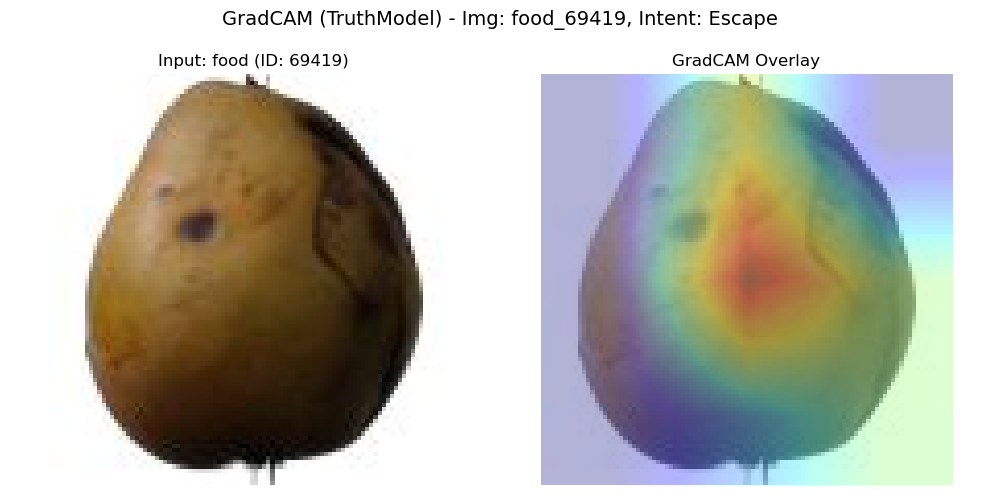 GradCAM (TruthModel) - Img: food_69419, Intent: Escape
Input: food (ID: 69419)
GradCAM Overlay